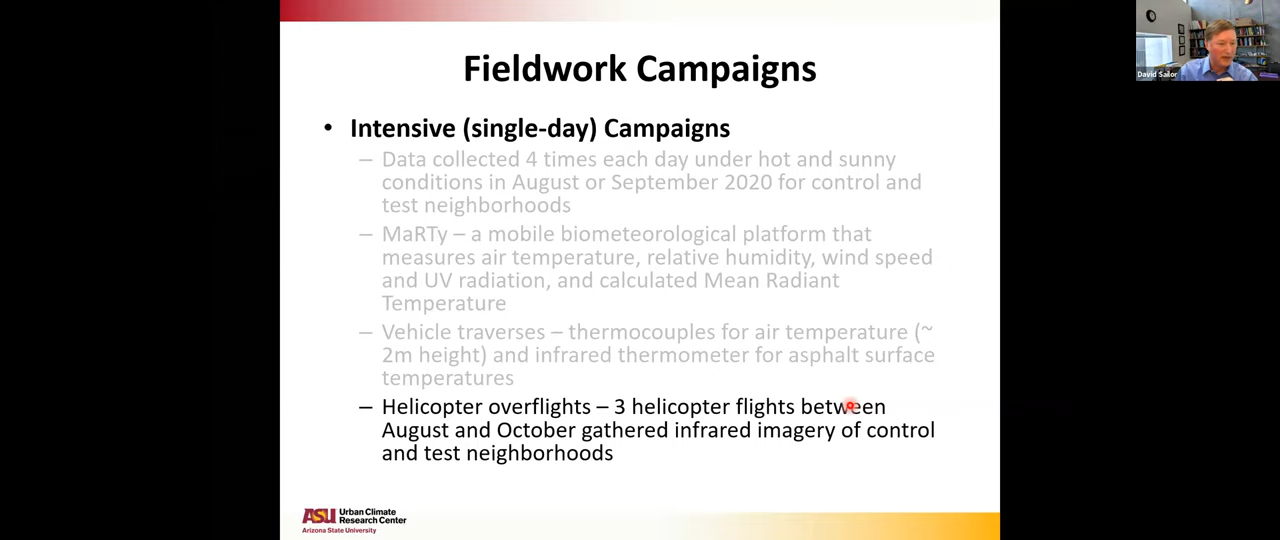 Fieldwork Campaigns
• Intensive (single-day) Campaigns
– Data collected 4 times each day under hot and sunny
conditions in August or September 2020 for control and
test neighborhoods
– MaRTy – a mobile biometeorological platform that
measures air temperature, relative humidity, wind speed
and UV radiation, and calculated Mean Radiant
Temperature
– Vehicle traverses – thermocouples for air temperature (~
2m height) and infrared thermometer for asphalt surface
temperatures
– Helicopter overflights – 3 helicopter flights between
August and October gathered infrared imagery of control
and test neighborhoods
ASU Urban Climate
Research Center
Arizona State University
David Sailor